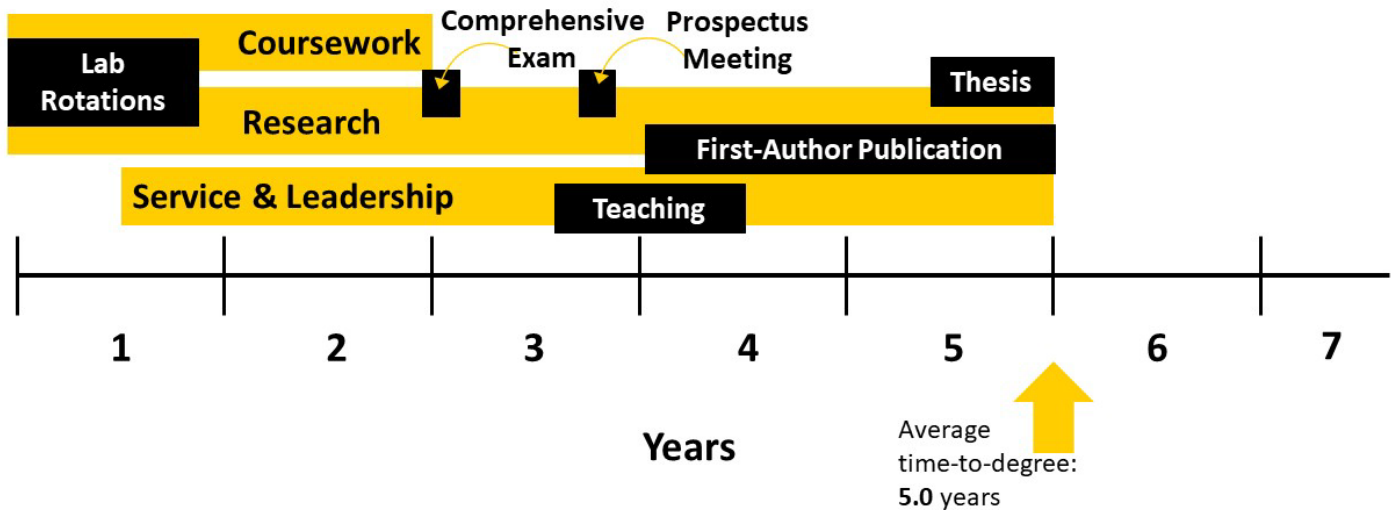 Coursework
Comprehensive
Exam
Prospectus
Meeting
Lab
Rotations
Thesis
Research
First-Author Publication
Service & Leadership
Teaching
1 2 3 4 5 6 7
Years
Average
time-to-degree:
5.0 years